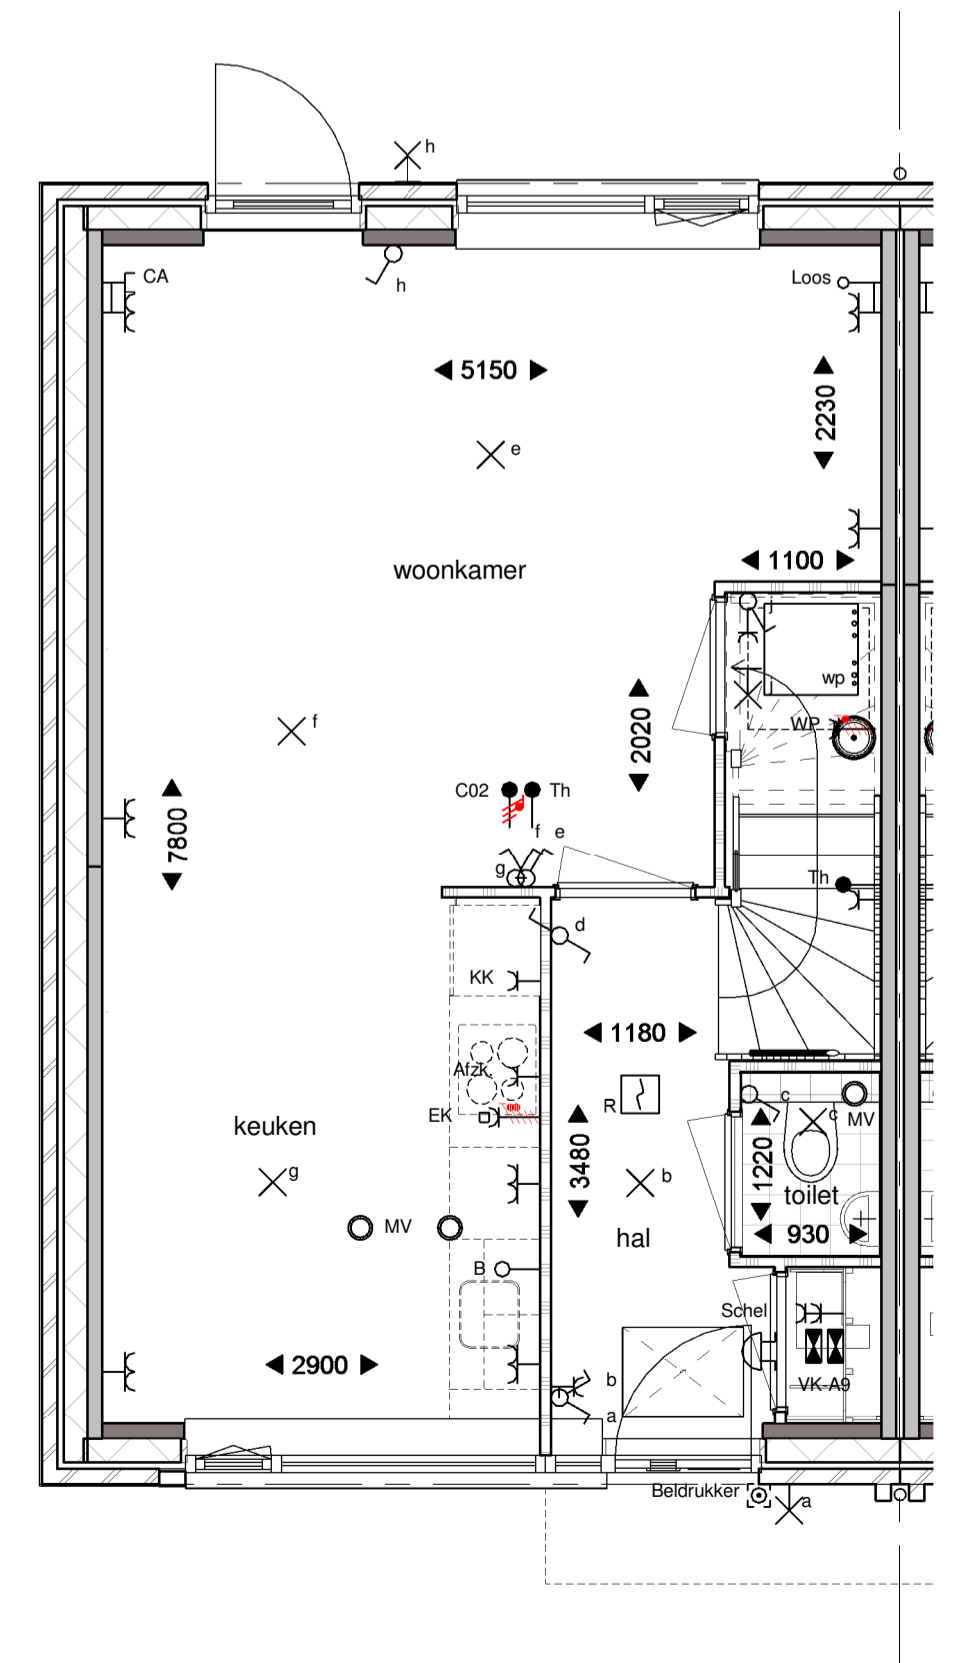 h
CA
h
Loos
5150
2230
e
woonkamer
1100
wp
f
WP
2020
C02
Th
7800
f
e
g
Th
d
KK
1180
Afzk.
R
c
c
MV
EK
keuken
3480
1220
g
b
toilet
MV
hal
930
B
Schel
2900
b
VK-A9
a
Beldrukker
a